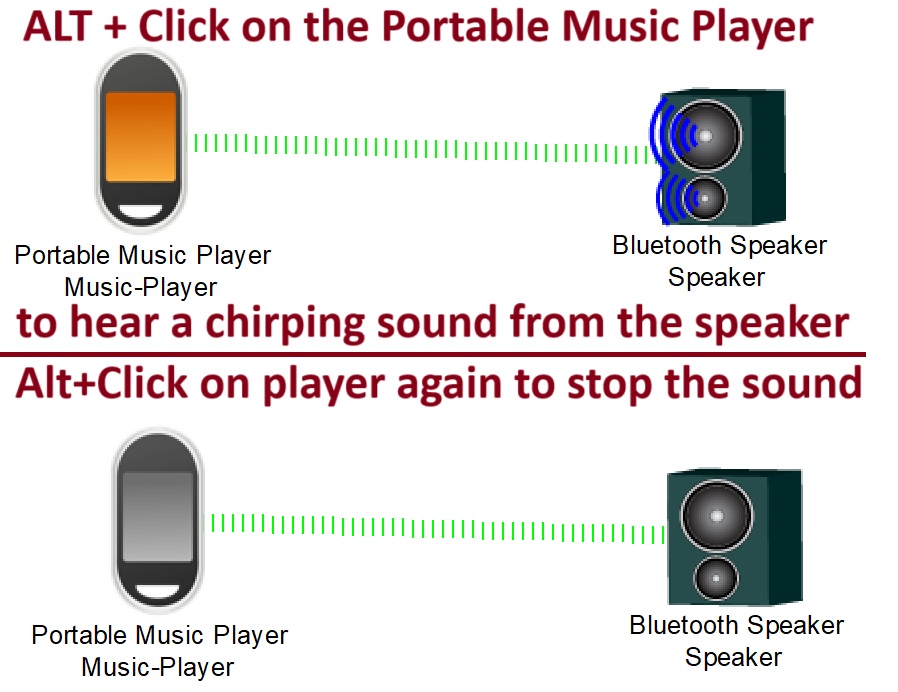 ALT + Click on the Portable Music Player
Portable Music Player
Music-Player
Bluetooth Speaker
Speaker
to hear a chirping sound from the speaker
Alt+Click on player again to stop the sound
Portable Music Player
Music-Player
Bluetooth Speaker
Speaker